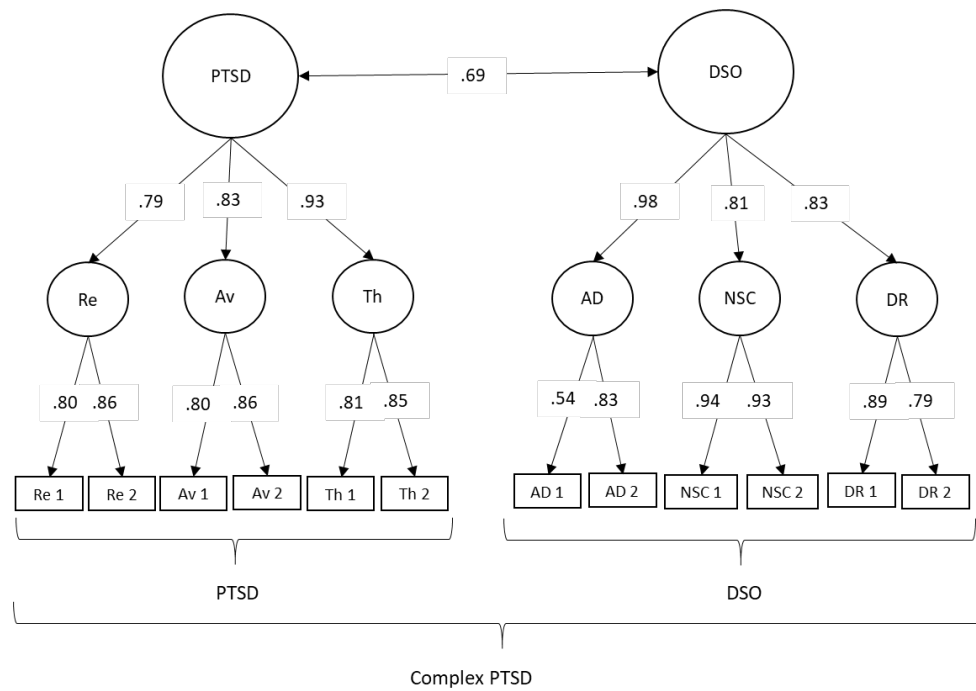 PTSD
.69
DSO
.79
.83
.93
.98
.81
.83
Re
Av
Th
AD
NSC
DR
.80 .86
.80 .86
.81 .85
.54 .83
.94 .93
.89 .79
Re 1
Re 2
Av 1
Av 2
Th 1
Th 2
AD 1
AD 2
NSC 1
NSC 2
DR 1
DR 2
PTSD
DSO
Complex PTSD